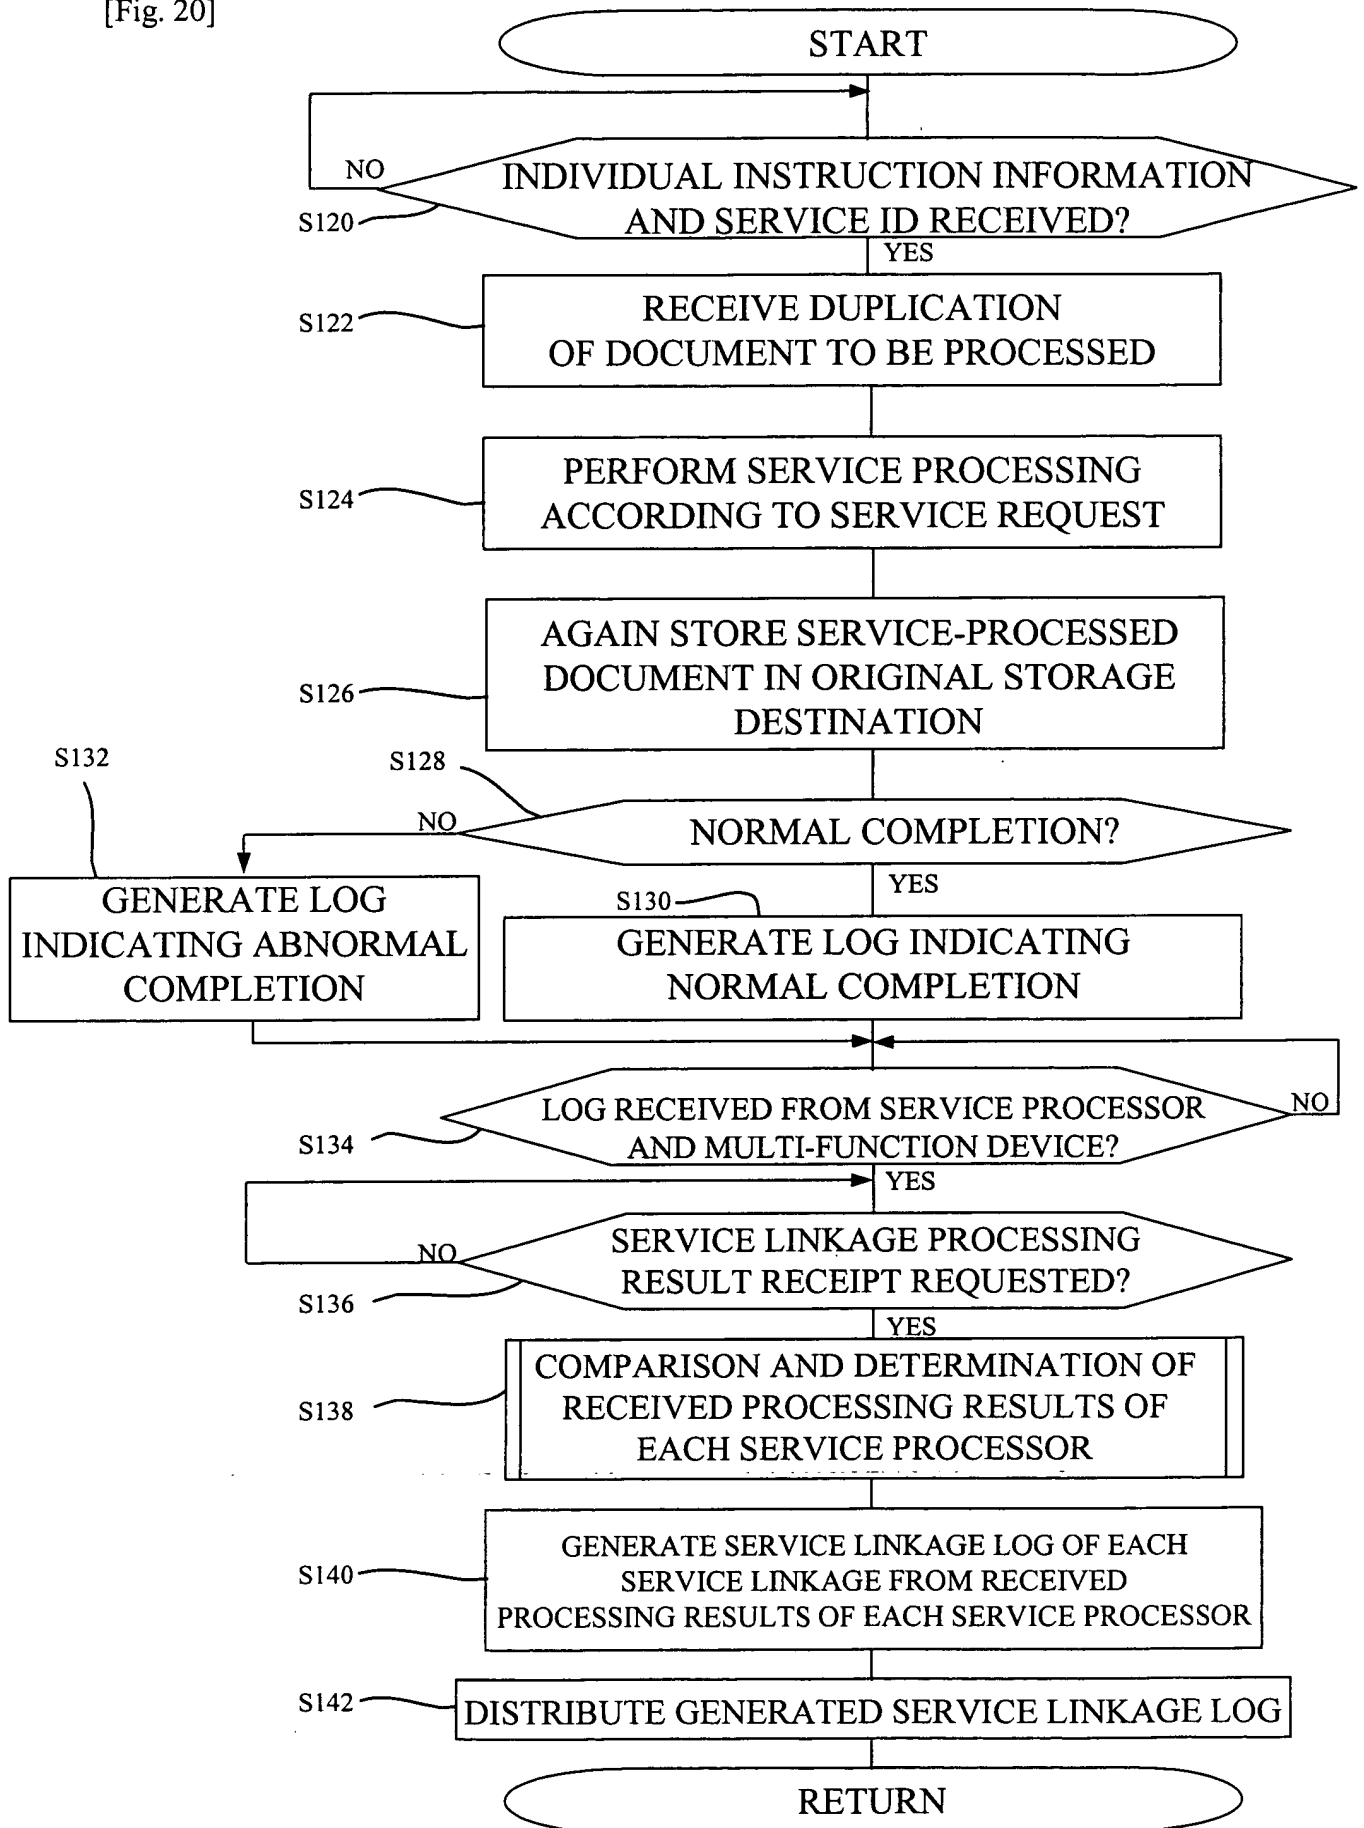 [Fig. 20]
START
NO
INDIVIDUAL INSTRUCTION INFORMATION
AND SERVICE ID RECEIVED?
S120
YES
S122
RECEIVE DUPLICATION
OF DOCUMENT TO BE PROCESSED
S124
PERFORM SERVICE PROCESSING
ACCORDING TO SERVICE REQUEST
S126
AGAIN STORE SERVICE-PROCESSED
DOCUMENT IN ORIGINAL STORAGE
DESTINATION
S132
S128
NO
NORMAL COMPLETION?
YES
GENERATE LOG
INDICATING ABNORMAL
COMPLETION
S130
GENERATE LOG INDICATING
NORMAL COMPLETION
LOG RECEIVED FROM SERVICE PROCESSOR
AND MULTI-FUNCTION DEVICE?
NO
S134
YES
NO
SERVICE LINKAGE PROCESSING
RESULT RECEIPT REQUESTED?
S136
YES
S138
COMPARISON AND DETERMINATION OF
RECEIVED PROCESSING RESULTS OF
EACH SERVICE PROCESSOR
S140
GENERATE SERVICE LINKAGE LOG OF EACH
SERVICE LINKAGE FROM RECEIVED
PROCESSING RESULTS OF EACH SERVICE PROCESSOR
S142
DISTRIBUTE GENERATED SERVICE LINKAGE LOG
RETURN